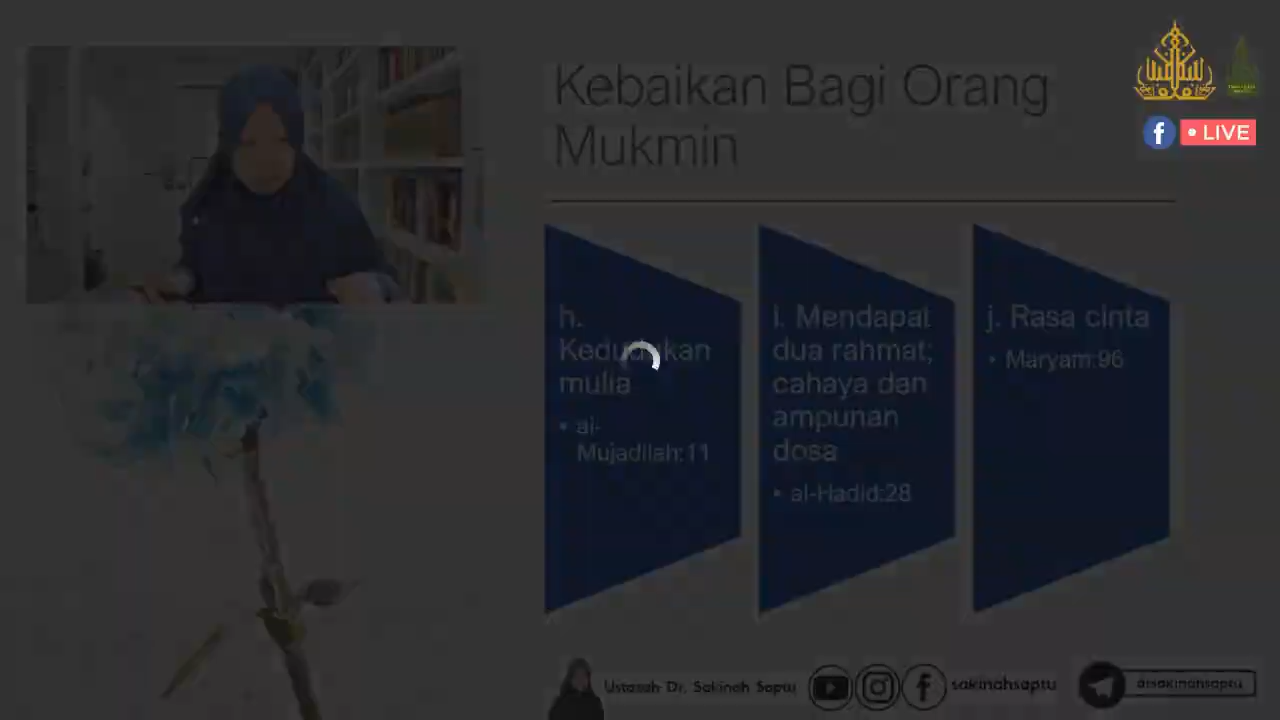 Kebaikan Bagi Orang
Mukmin
LIVE
h.
Kedudukan
mulia
• al-
Mujadilah:11
i. Mendapat
dua rahmat;
cahaya dan
ampunan
dosa
• al-Hadid:28
j. Rasa cinta
• Maryam:96
Ustazah Dr. Sakinah Saptu
sakinahsaptu
drsakinahsaptu